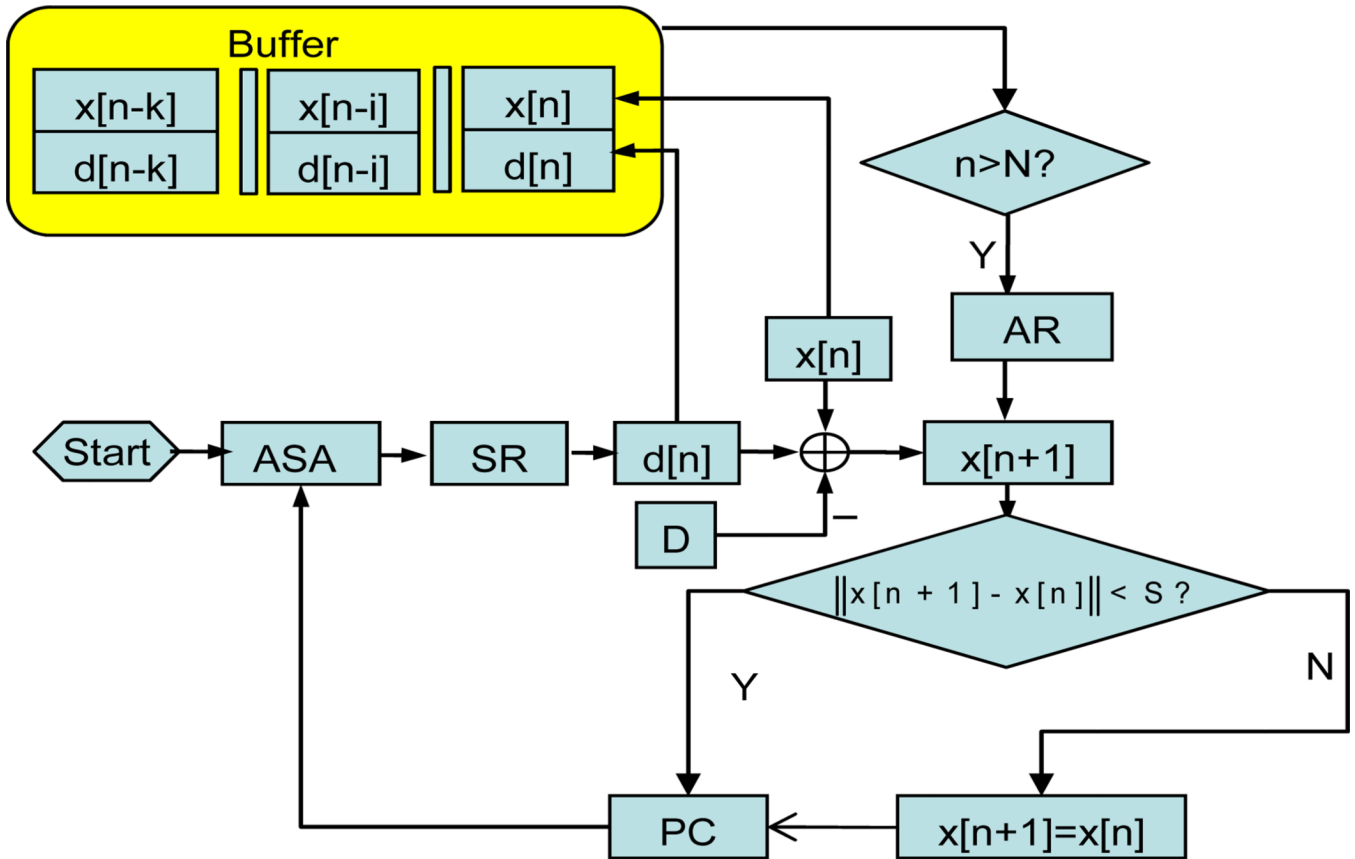 Buffer
x[n-k]
x[n-i]
x[n]
d[n-k]
d[n-i]
d[n]
n>N?
Y
AR
x[n]
Start
ASA
SR
d[n]
x[n+1]
D
–
||x[n + 1] - x[n]|| < S ?
Y
N
PC
x[n+1]=x[n]